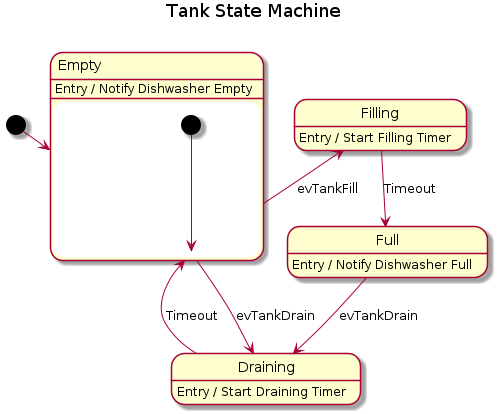 Tank State Machine
Empty
Entry / Notify Dishwasher Empty
Filling
Entry / Start Filling Timer
evTankFill
Timeout
Full
Entry / Notify Dishwasher Full
Timeout
evTankDrain
evTankDrain
Draining
Entry / Start Draining Timer